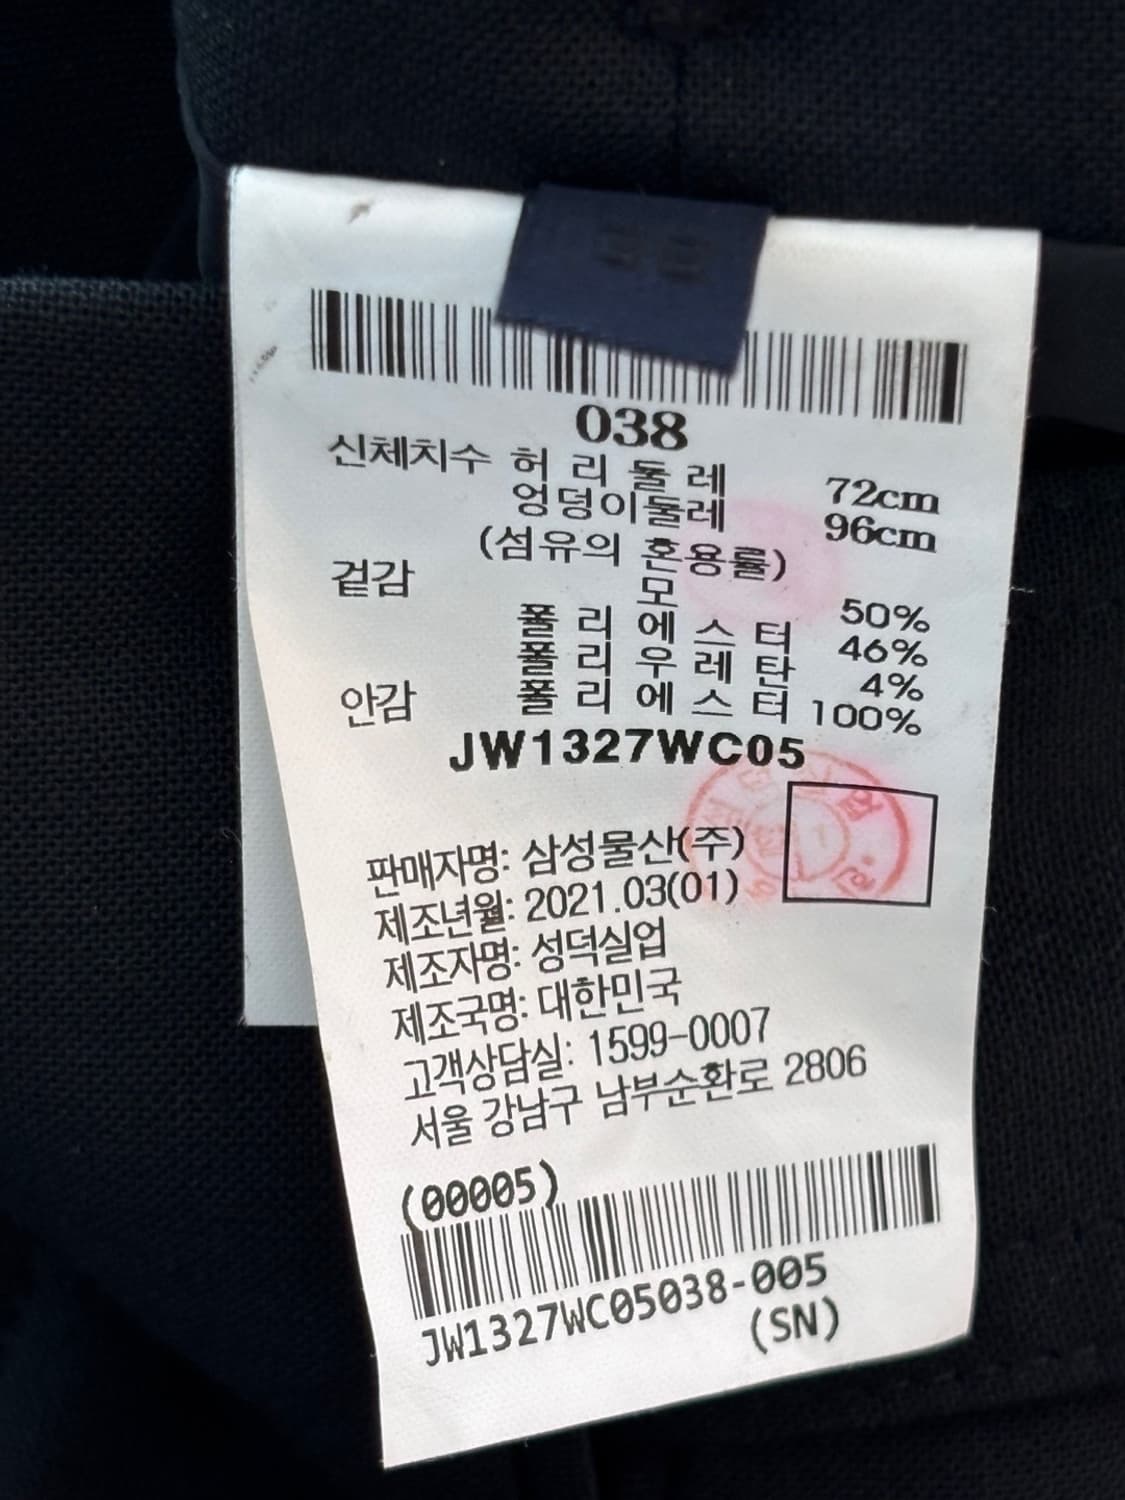 038
신체치수 허리둘레 72cm
엉덩이둘레 96cm
(섬유의 혼용률)
겉감 모 50%
폴리에스터 46%
폴리우레탄 4%
안감 폴리에스터 100%
JW1327WC05
판매자명: 삼성물산(주)
제조년월: 2021.03(01)
제조자명: 성덕실업
제조국명: 대한민국
고객상담실: 1599-0007
서울 강남구 남부순환로 2806
(00005)
JW1327WC05038-005
(SN)